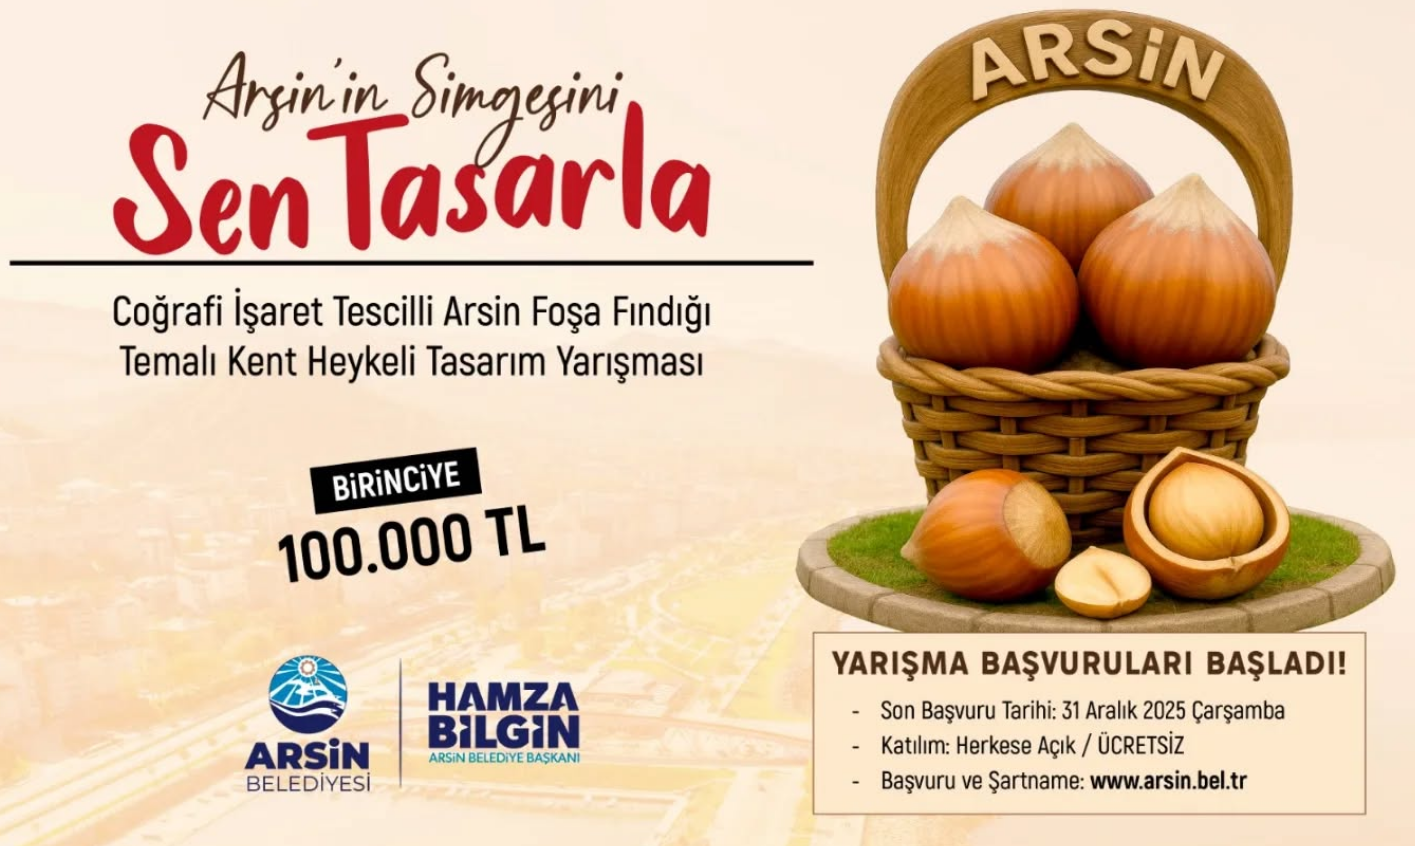 Arsin'in Simgesini
Sen Tasarla
Coğrafi İşaret Tescilli Arsin Foşa Fındığı
Temalı Kent Heykeli Tasarım Yarışması
BİRİNCİYE
100.000 TL
ARSİN
BELEDİYESİ
HAMZA
BİLGİN
ARSİN BELEDİYE BAŞKANI
ARSİN
YARIŞMA BAŞVURULARI BAŞLADI!
- Son Başvuru Tarihi: 31 Aralık 2025 Çarşamba
- Katılım: Herkese Açık / ÜCRETSİZ
- Başvuru ve Şartname: www.arsin.bel.tr